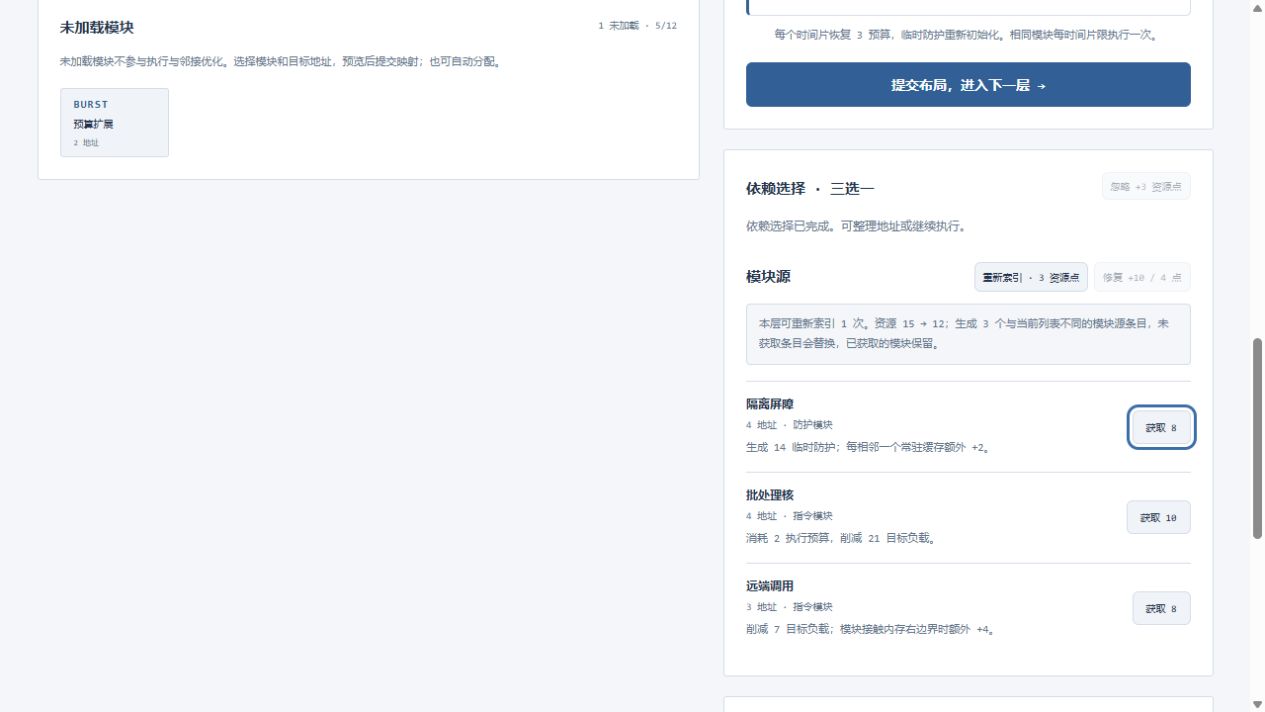 未加载模块
1 未加载 · 5/12
未加载模块不参与执行与邻接优化。选择模块和目标地址，预览后提交映射；也可自动分配。
BURST
预算扩展
2 地址
每个时间片恢复 3 预算，临时防护重新初始化。相同模块每时间片限执行一次。
提交布局，进入下一层 →
依赖选择 · 三选一
忽略 +3 资源点
依赖选择已完成。可整理地址或继续执行。
模块源
重新索引 · 3 资源点
修复 +10 / 4 点
本层可重新索引 1 次。资源 15 → 12；生成 3 个与当前列表不同的模块源条目，未
获取条目会替换，已获取的模块保留。
隔离屏障
4 地址 · 防护模块
生成 14 临时防护；每相邻一个常驻缓存额外 +2。
获取 8
批处理核
4 地址 · 指令模块
消耗 2 执行预算，削减 21 目标负载。
获取 10
远端调用
3 地址 · 指令模块
削减 7 目标负载；模块接触内存右边界时额外 +4。
获取 8